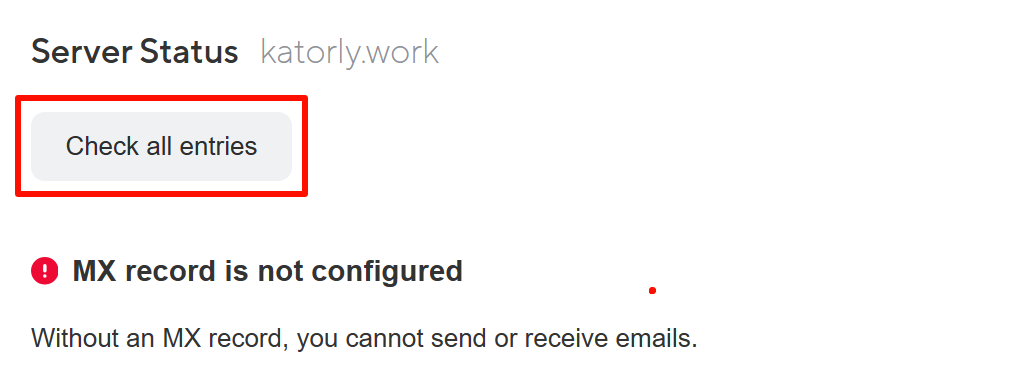 Server Status katorly.work
Check all entries
MX record is not configured
Without an MX record, you cannot send or receive emails.